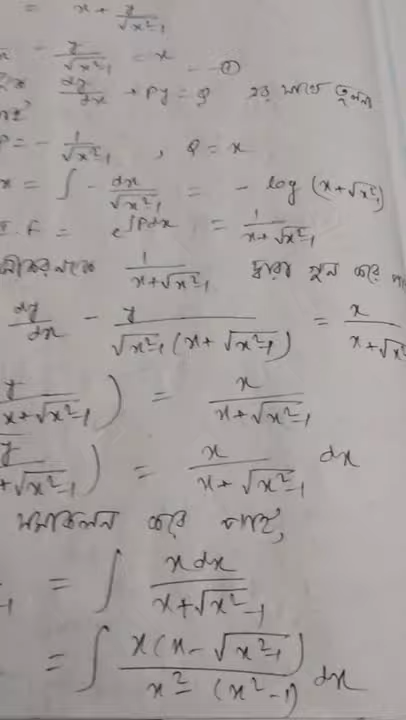 = x + y/√x²-1
- y/√x²-1 = x --- ①
dy/dx + Py = Q এর সাথে তুলনা
P = - 1/√x²-1 , Q = x
x = ∫ - dx/√x²-1 = - log (x+√x²-1)
I.F = e^∫Pdx = 1/x+√x²-1
1/x+√x²-1 দ্বারা গুন করে
dy/dx - y/√x²-1 (x+√x²-1) = x/x+√x²
y/x+√x²-1) = x/x+√x²-1
y/+√x²-1) = x/x+√x²-1 dx
সমাকলন করে পাই,
-1 = ∫ xdx/x+√x²-1
= ∫ x(x-√x²-1)/x²-(x²-1) dx